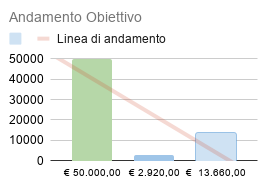 Andamento Obiettivo
Linea di andamento
50000
40000
30000
20000
10000
0
€ 50.000,00 € 2.920,00 € 13.660,00